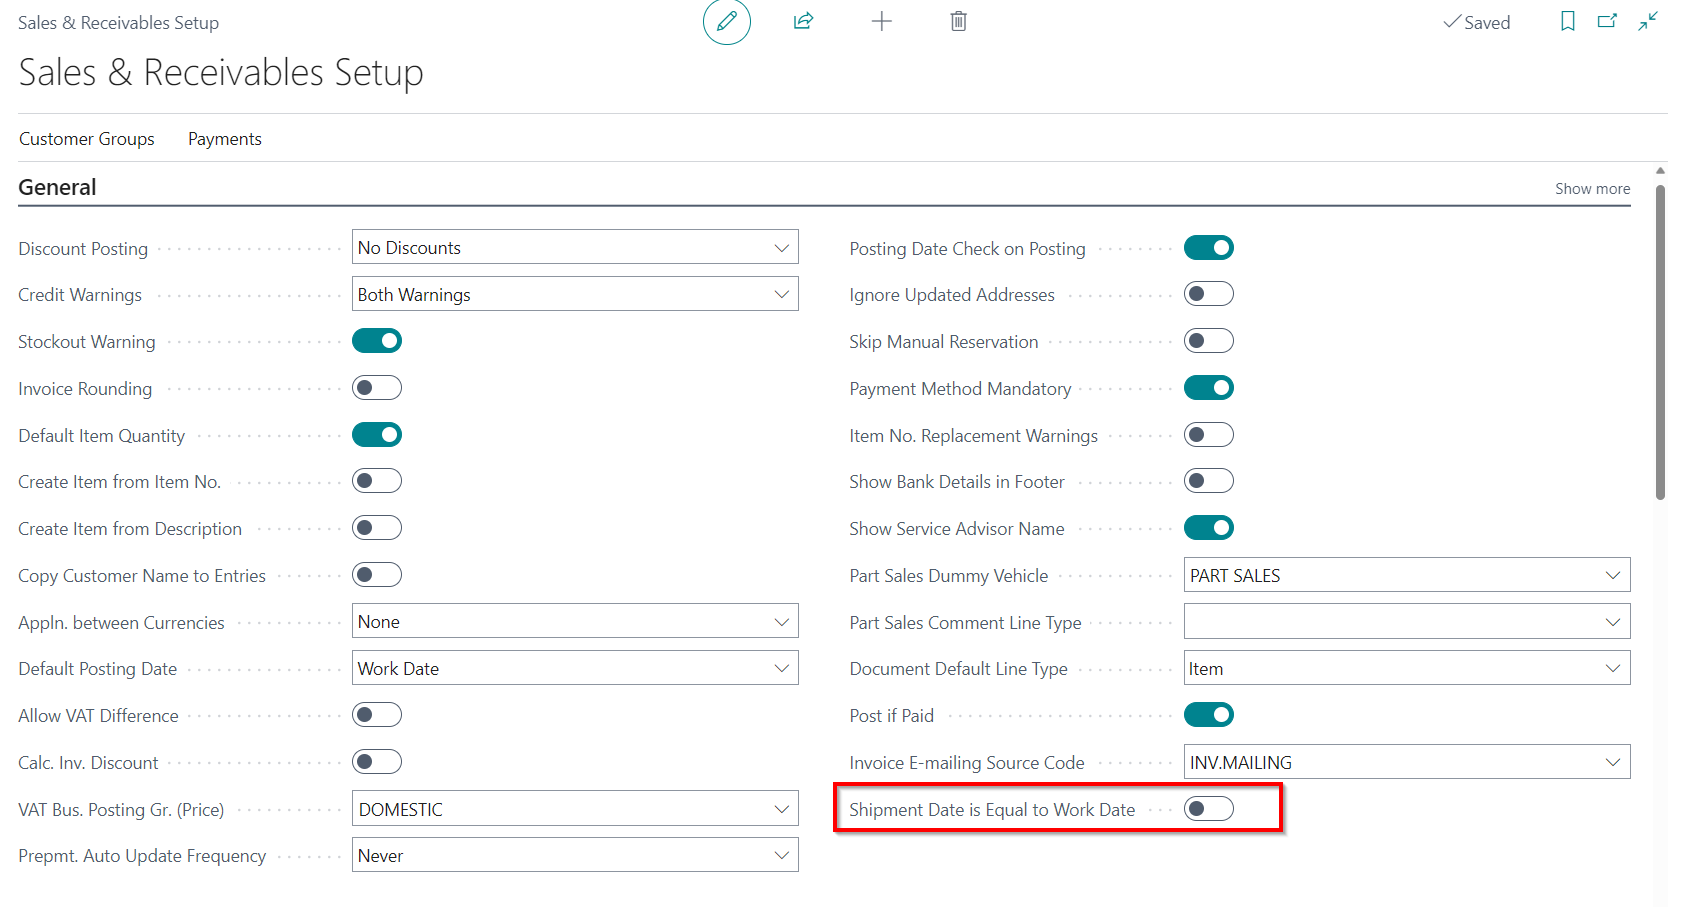 Sales & Receivables Setup
Saved
Sales & Receivables Setup
Customer Groups Payments
General
Show more
Discount Posting No Discounts
Credit Warnings Both Warnings
Stockout Warning
Invoice Rounding
Default Item Quantity
Create Item from Item No.
Create Item from Description
Copy Customer Name to Entries
Appln. between Currencies None
Default Posting Date Work Date
Allow VAT Difference
Calc. Inv. Discount
VAT Bus. Posting Gr. (Price) DOMESTIC
Prepmt. Auto Update Frequency Never
Posting Date Check on Posting
Ignore Updated Addresses
Skip Manual Reservation
Payment Method Mandatory
Item No. Replacement Warnings
Show Bank Details in Footer
Show Service Advisor Name
Part Sales Dummy Vehicle PART SALES
Part Sales Comment Line Type
Document Default Line Type Item
Post if Paid
Invoice E-mailing Source Code INV.MAILING
Shipment Date is Equal to Work Date